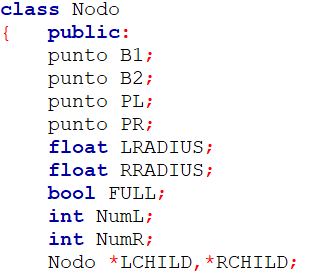 class Nodo
{   public:
    punto B1;
    punto B2;
    punto PL;
    punto PR;
    float LRADIUS;
    float RRADIUS;
    bool FULL;
    int NumL;
    int NumR;
    Nodo *LCHILD,*RCHILD;